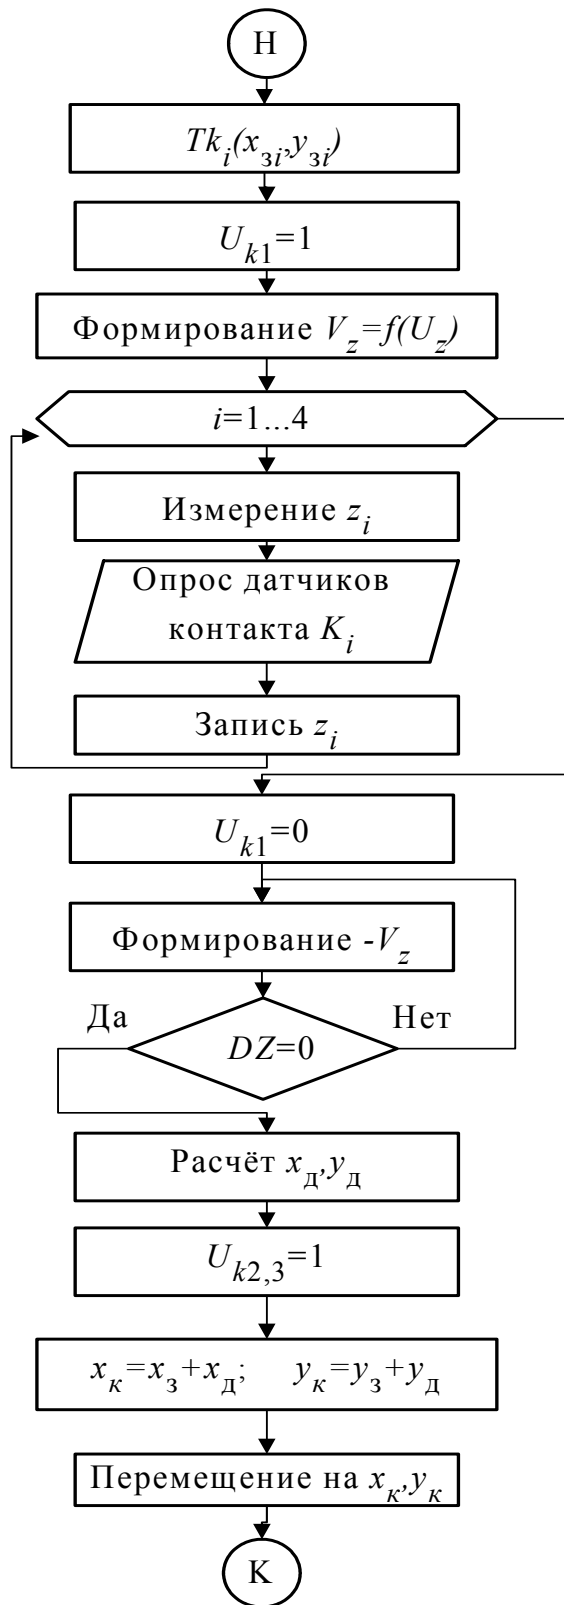 Н
Tk_i(x_зi,y_зi)
U_k1=1
Формирование V_z=f(U_z)
i=1...4
Измерение z_i
Опрос датчиков
контакта K_i
Запись z_i
U_k1=0
Формирование -V_z
Да
Нет
DZ=0
Расчёт x_д,y_д
U_k2,3=1
x_к=x_з+x_д; y_к=y_з+y_д
Перемещение на x_к,y_к
К